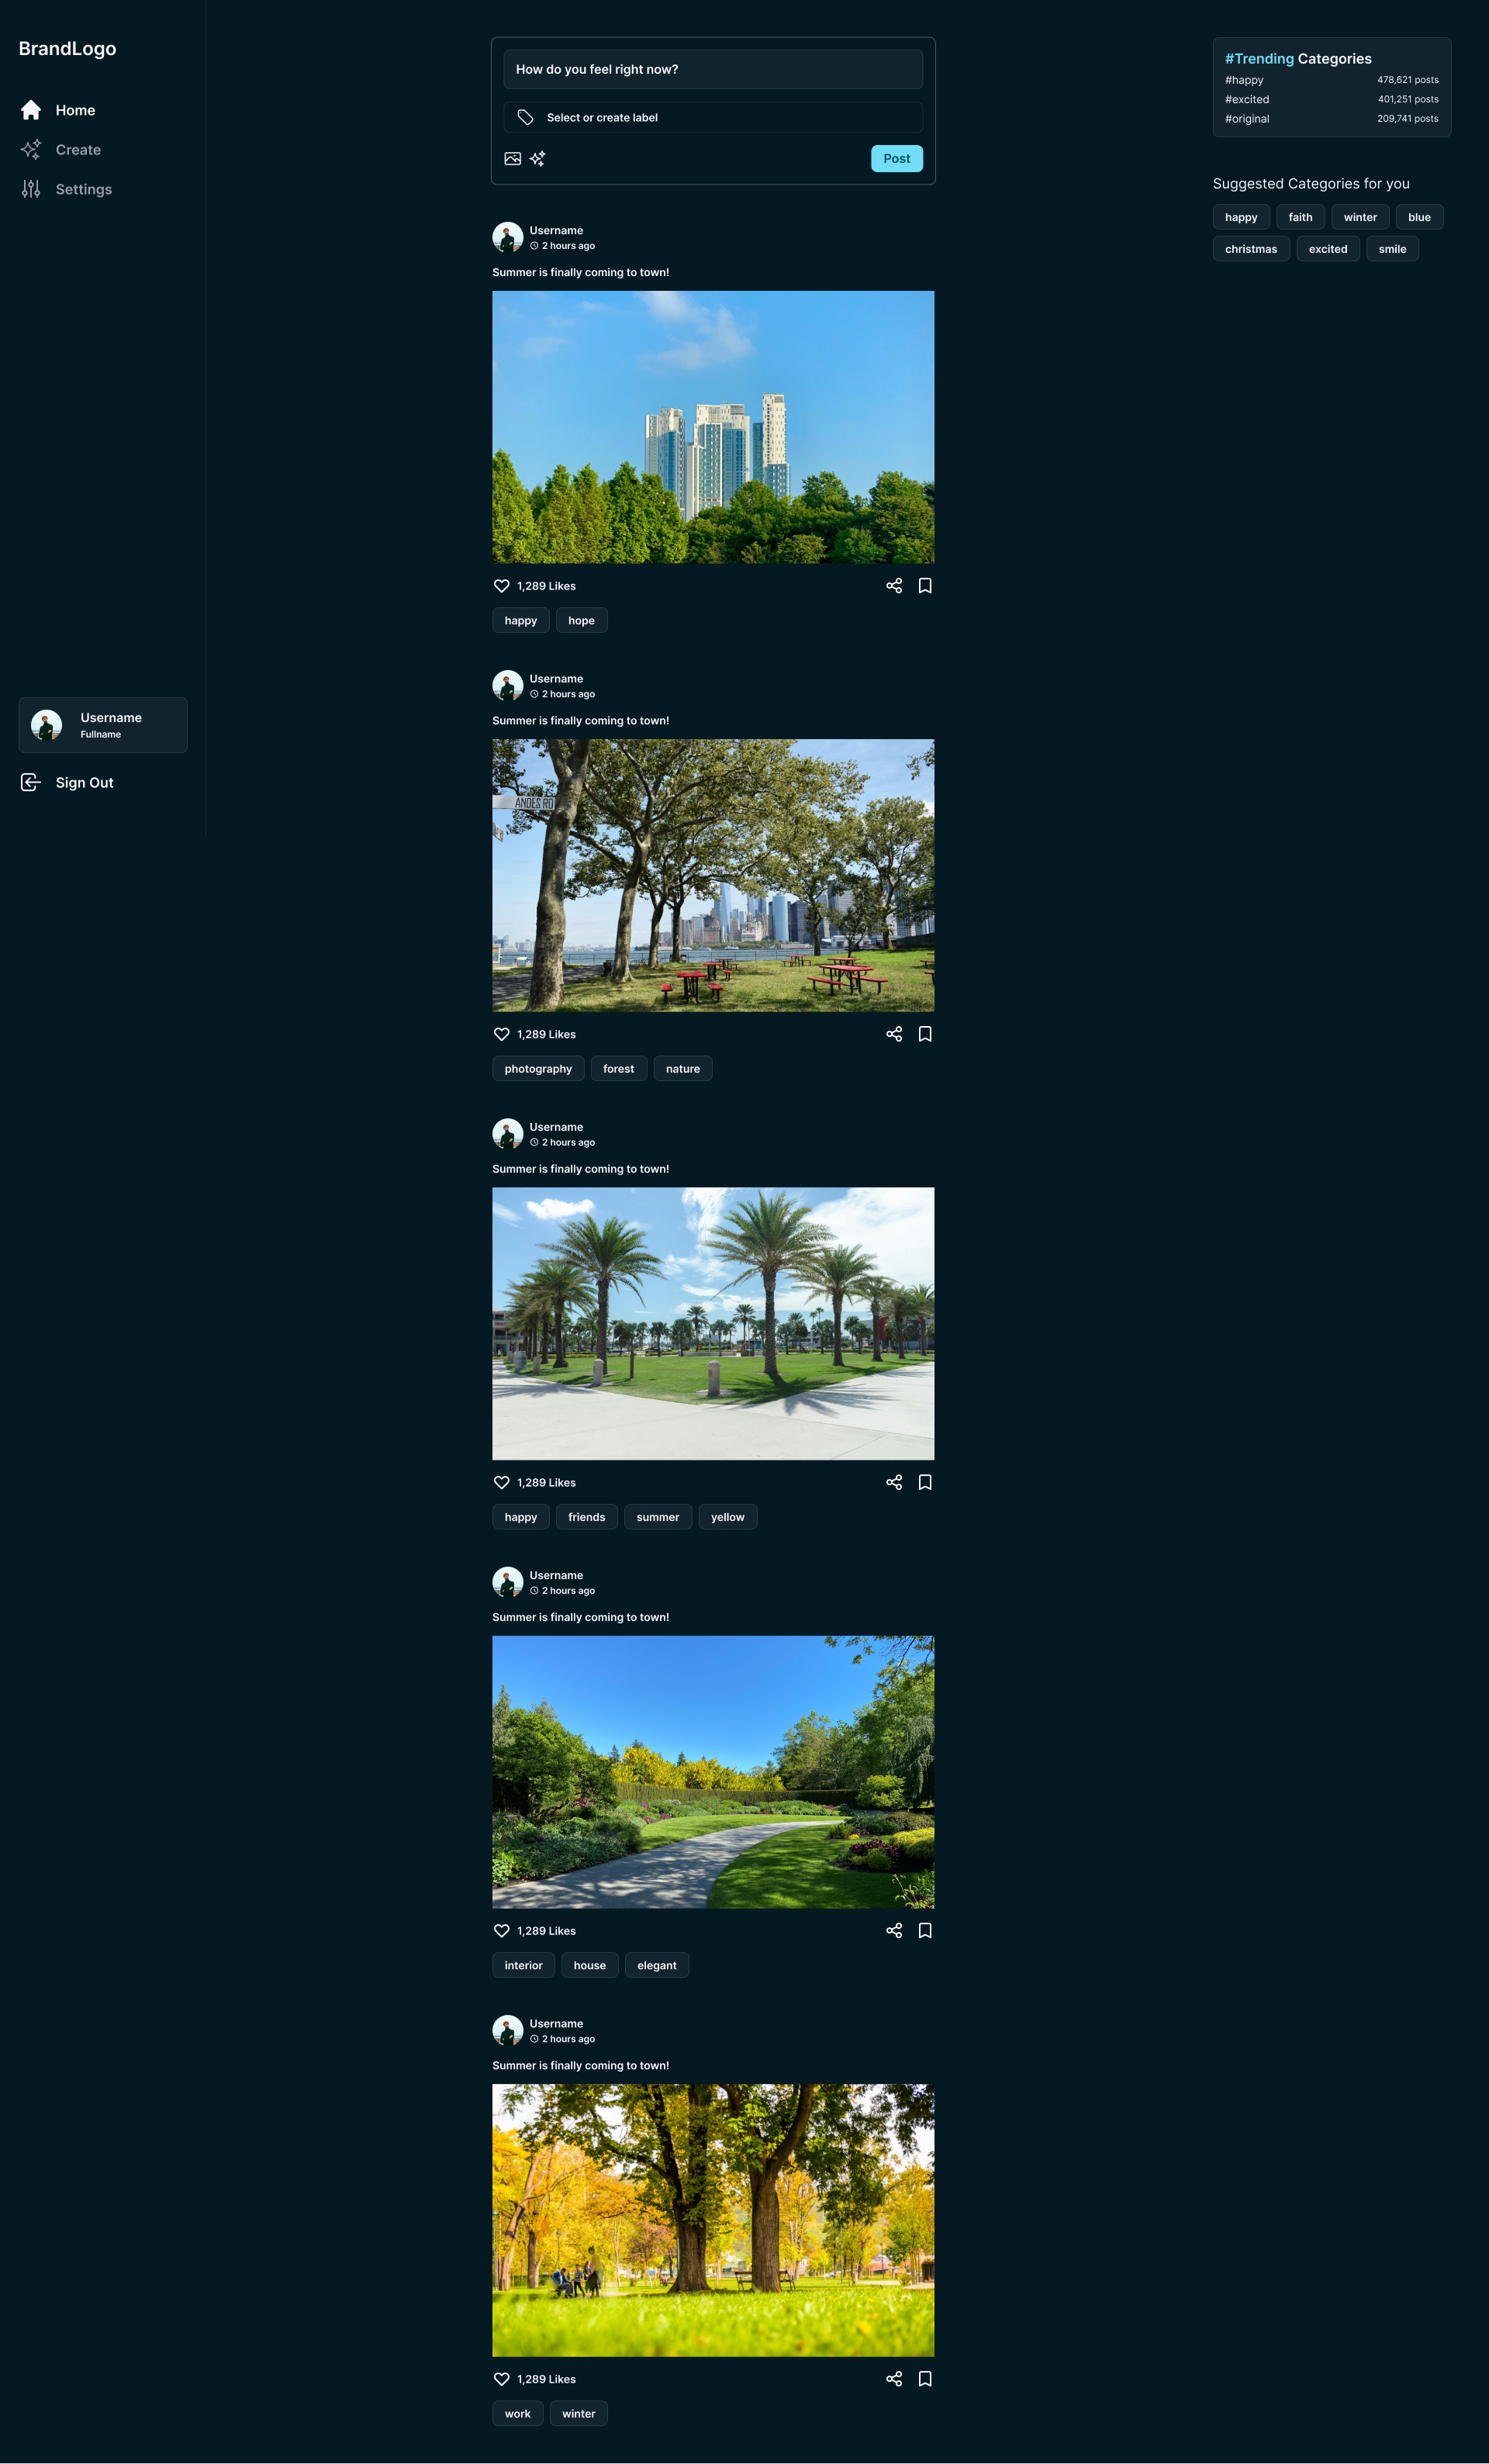 BrandLogo
Home
Create
Settings
Username
Fullname
Sign Out
How do you feel right now?
Select or create label
Post
Username
2 hours ago
Summer is finally coming to town!
1,289 Likes
happy hope
Username
2 hours ago
Summer is finally coming to town!
ANDES RD
1,289 Likes
photography forest nature
Username
2 hours ago
Summer is finally coming to town!
1,289 Likes
happy friends summer yellow
Username
2 hours ago
Summer is finally coming to town!
1,289 Likes
interior house elegant
Username
2 hours ago
Summer is finally coming to town!
1,289 Likes
work winter
#Trending Categories
#happy 478,621 posts
#excited 401,251 posts
#original 209,741 posts
Suggested Categories for you
happy faith winter blue
christmas excited smile